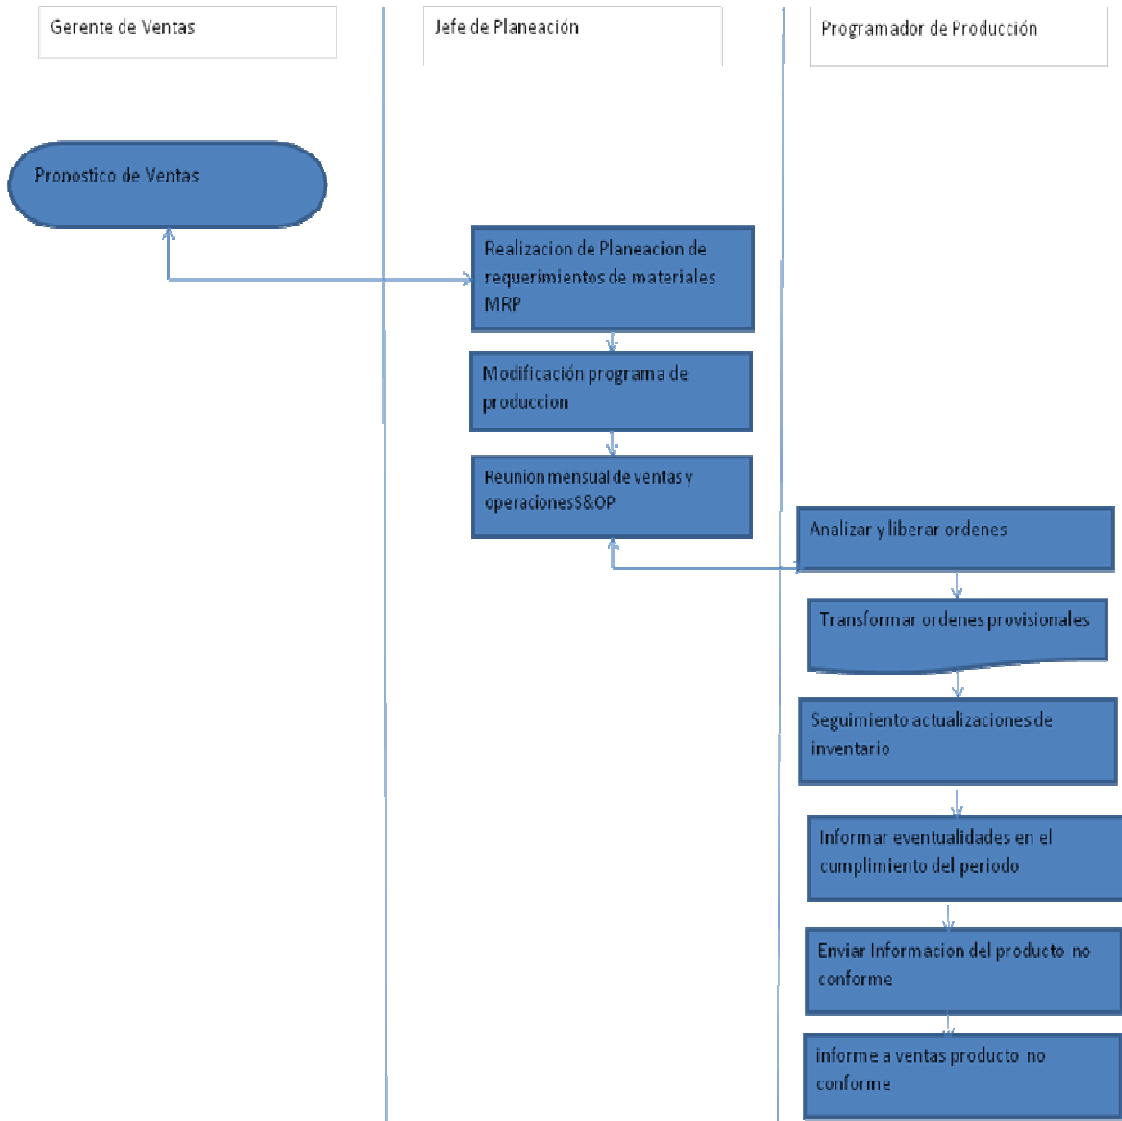 Gerente de Ventas
Jefe de Planeación
Programador de Producción
Pronostico de Ventas
Realizacion de Planeacion de
requerimientos de materiales
MRP
Modificación programa de
produccion
Reunion mensual de ventas y
operaciones S&OP
Analizar y liberar ordenes
Transformar ordenes provisionales
Seguimiento actualizaciones de
inventario
Informar eventualidades en el
cumplimiento del periodo
Enviar Informacion del producto no
conforme
informe a ventas producto no
conforme